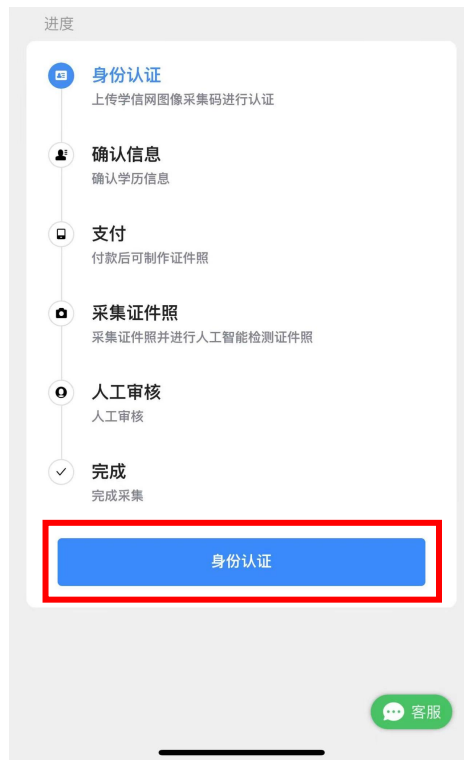 进度
身份认证
上传学信网图像采集码进行认证
确认信息
确认学历信息
支付
付款后可制作证件照
采集证件照
采集证件照并进行人工智能检测证件照
人工审核
人工审核
完成
完成采集
身份认证
客服